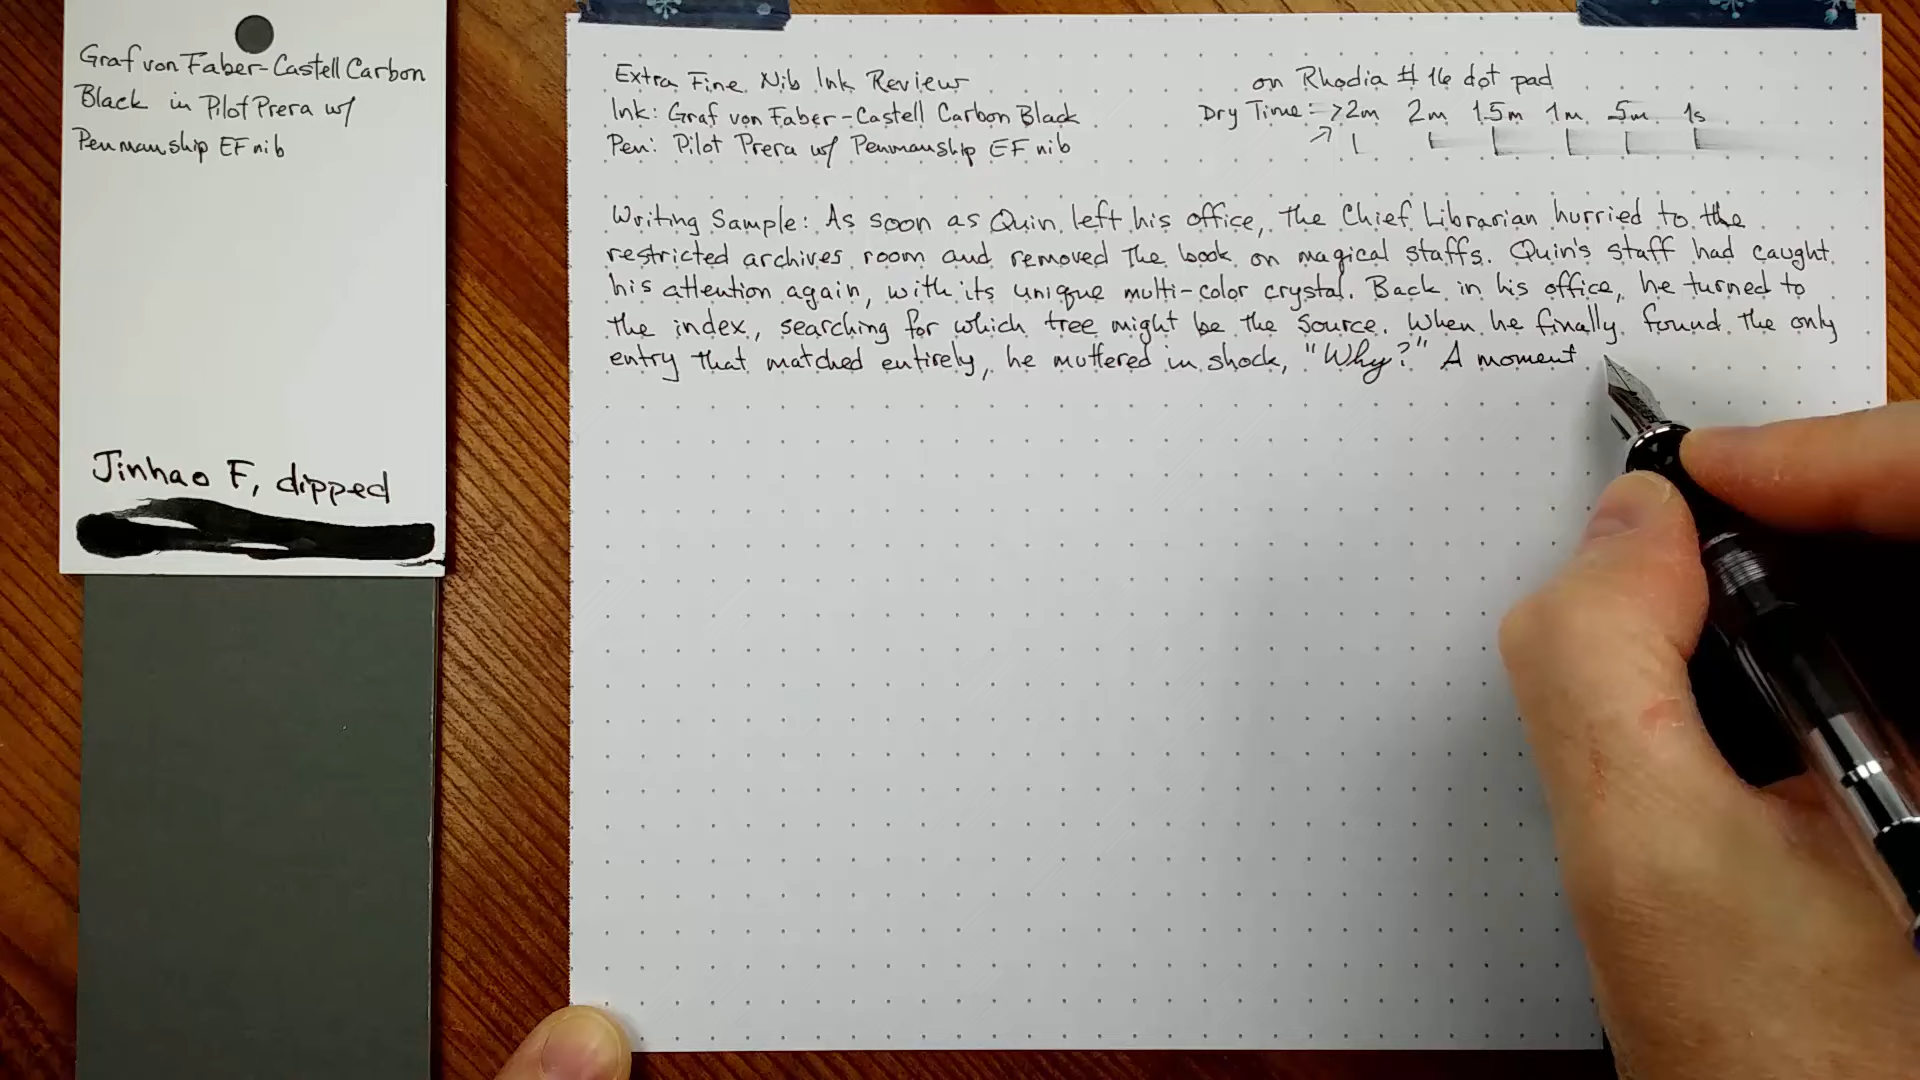 Graf von Faber-Castell Carbon
Black in Pilot Prera w/
Penmanship EF nib
Jinhao F, dipped
Extra Fine Nib Ink Review
on Rhodia #16 dot pad
Ink: Graf von Faber-Castell Carbon Black
Dry Time: >2m 2m 1.5m 1m .5m 1s
Pen: Pilot Prera w/ Penmanship EF nib
Writing Sample: As soon as Quin left his office, the Chief Librarian hurried to the
restricted archives room and removed the book on magical staffs. Quin's staff had caught
his attention again, with its unique multi-color crystal. Back in his office, he turned to
the index, searching for which tree might be the source. When he finally found the only
entry that matched entirely, he muttered in shock, "Why?" A moment